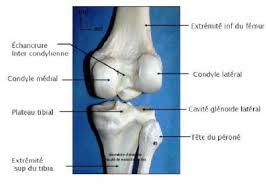 Extrémité inf du fémur
Échancrure
Inter condylienne
Condyle médial
Condyle latéral
Plateau tibial
Cavité glénoïde latéral
Tête du péroné
Extrémité
sup du tibia